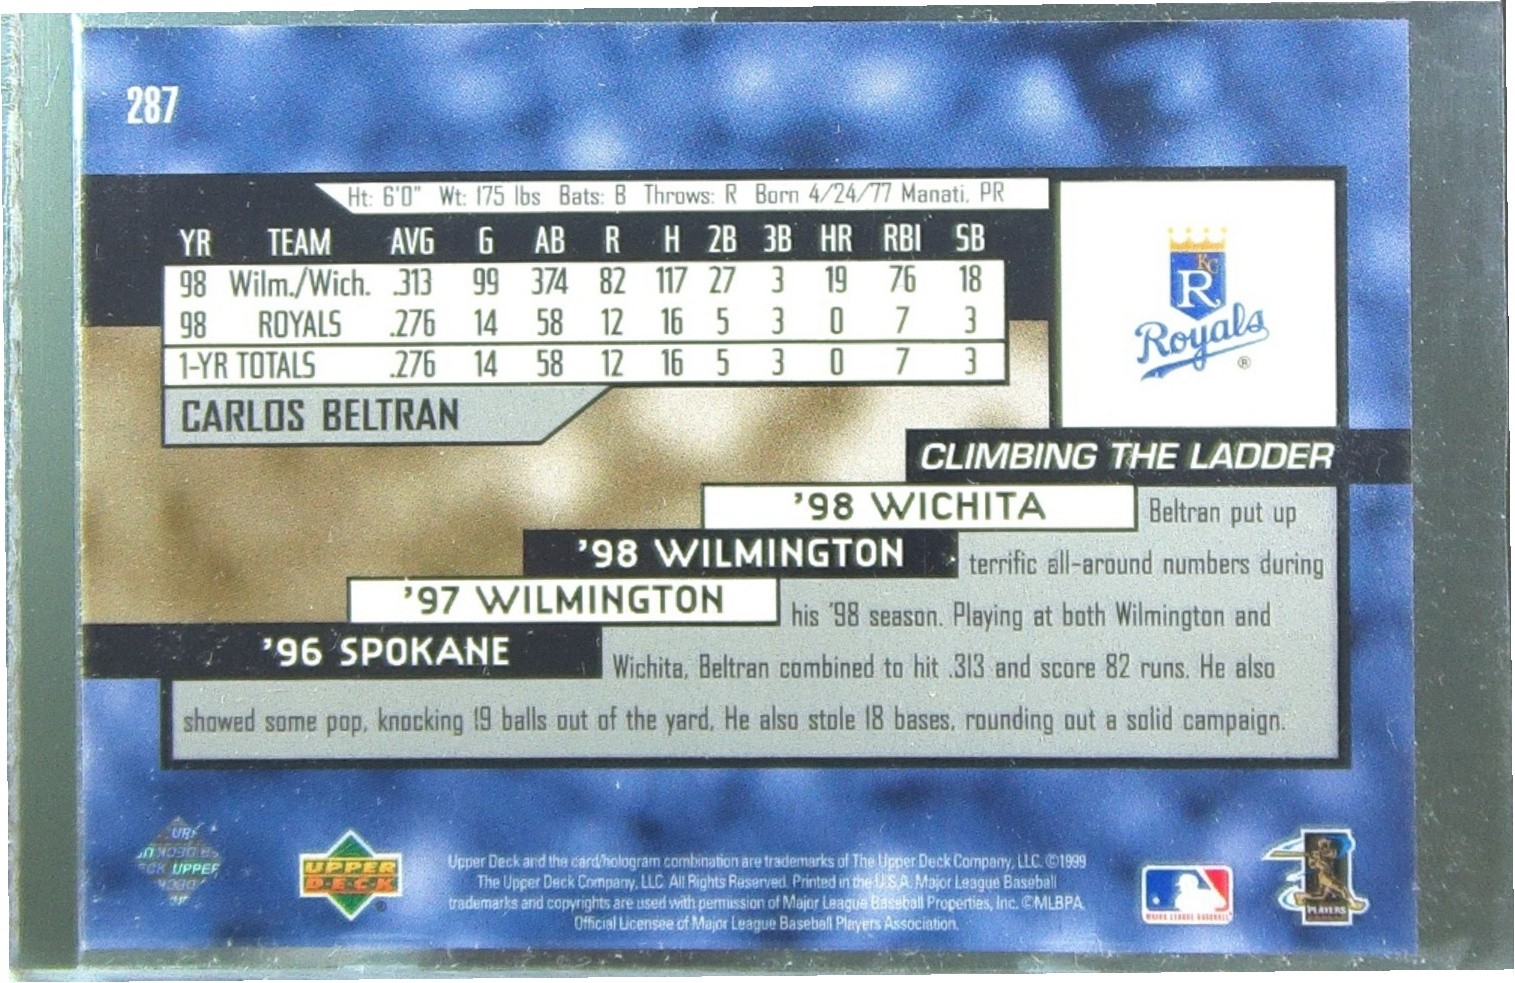 287
Ht: 6'0" Wt: 175 lbs Bats: B Throws: R Born 4/24/77 Manati, PR
YR TEAM AVG G AB R H 2B 3B HR RBI SB
98 Wilm./Wich. .313 99 374 82 117 27 3 19 76 18
98 ROYALS .276 14 58 12 16 5 3 0 7 3
1-YR TOTALS .276 14 58 12 16 5 3 0 7 3
CARLOS BELTRAN
KC
R
Royals
®
CLIMBING THE LADDER
'98 WICHITA
'98 WILMINGTON
'97 WILMINGTON
'96 SPOKANE
Beltran put up
terrific all-around numbers during
his '98 season. Playing at both Wilmington and
Wichita, Beltran combined to hit .313 and score 82 runs. He also
showed some pop, knocking 19 balls out of the yard. He also stole 18 bases, rounding out a solid campaign.
UPPER
UPPER
DECK
Upper Deck and the card/hologram combination are trademarks of The Upper Deck Company, LLC. ©1999
The Upper Deck Company, LLC. All Rights Reserved. Printed in the U.S.A. Major League Baseball
trademarks and copyrights are used with permission of Major League Baseball Properties, Inc. ©MLBPA
Official Licensee of Major League Baseball Players Association.
MAJOR LEAGUE BASEBALL
PLAYERS